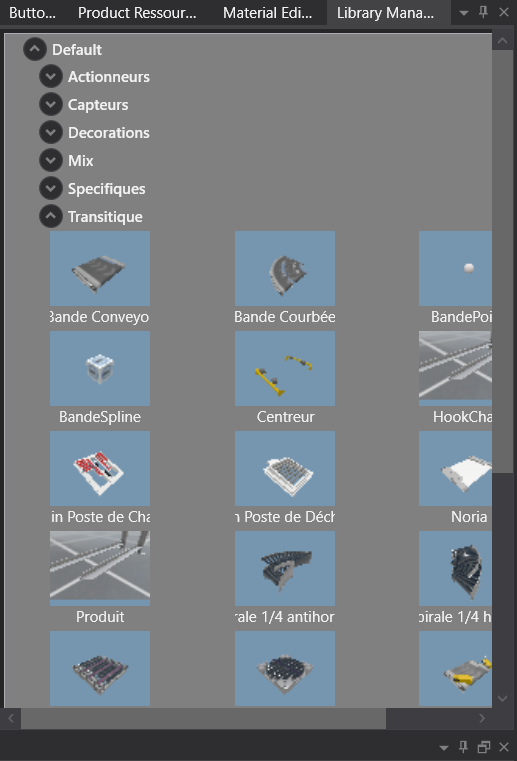 Butto... Product Ressour... Material Edi... Library Mana...
Default
Actionneurs
Capteurs
Decorations
Mix
Specifiques
Transitique
Bande Conveyo Bande Courbée BandePoi
BandeSpline Centreur HookCha
in Poste de Cha n Poste de Déch Noria
Produit irale 1/4 antihor pirale 1/4 h